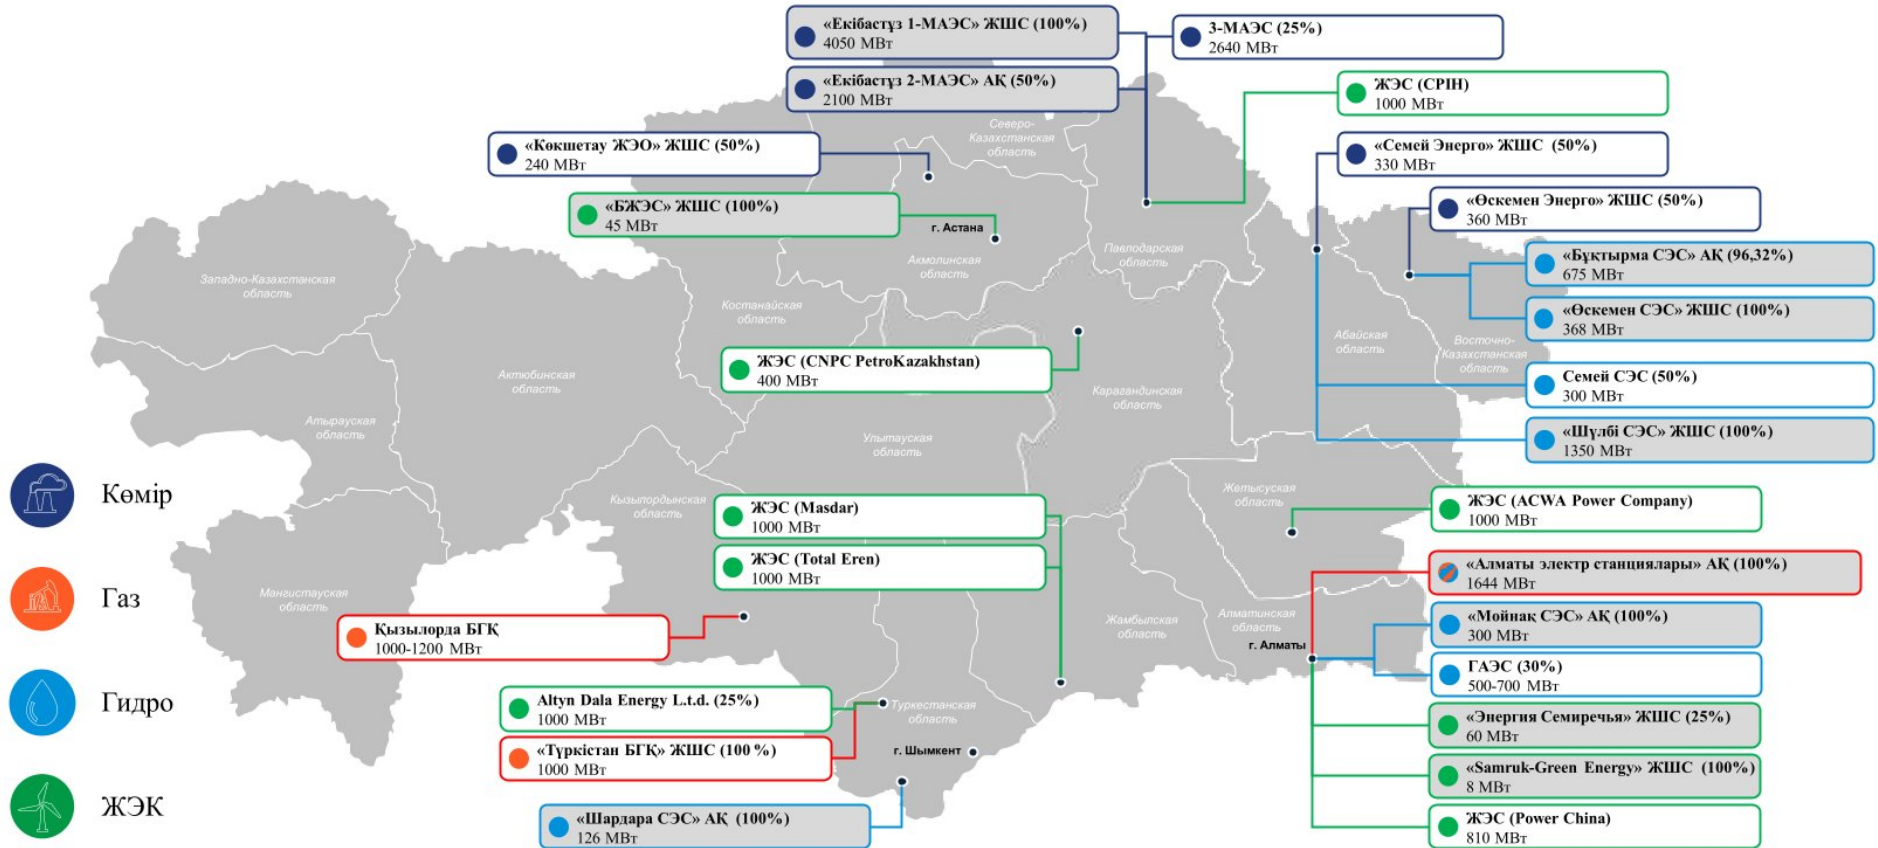 «Екібастұз 1-МАЭС» ЖШС (100%)
4050 МВт
3-МАЭС (25%)
2640 МВт
«Екібастұз 2-МАЭС» АҚ (50%)
2100 МВт
ЖЭС (СРІН)
1000 МВт
«Көкшетау ЖЭО» ЖШС (50%)
240 МВт
Северо-
Казахстанская
область
«Семей Энерго» ЖШС (50%)
330 МВт
«БЖЭС» ЖШС (100%)
45 МВт
г. Астана
«Өскемен Энерго» ЖШС (50%)
360 МВт
Акмолинская
область
Павлодарская
область
«Бұқтырма СЭС» АҚ (96,32%)
675 МВт
Западно-Казахстанская
область
Костанайская
область
«Өскемен СЭС» ЖШС (100%)
368 МВт
Абайская
область
Восточно-
Казахстанская
область
ЖЭС (CNPC PetroKazakhstan)
400 МВт
Актюбинская
область
Карагандинская
область
Семей СЭС (50%)
300 МВт
Атырауская
область
Улытауская
область
«Шүлбі СЭС» ЖШС (100%)
1350 МВт
Көмір
Кызылордынская
область
Жетысуская
область
ЖЭС (Masdar)
1000 МВт
ЖЭС (ACWA Power Company)
1000 МВт
ЖЭС (Total Eren)
1000 МВт
«Алматы электр станциялары» АҚ (100%)
1644 МВт
Газ
Мангистауская
область
Қызылорда БГҚ
1000-1200 МВт
Жамбылская
область
Алматинская
область
г. Алматы
«Мойнақ СЭС» АҚ (100%)
300 МВт
ГАЭС (30%)
500-700 МВт
Гидро
Altyn Dala Energy L.t.d. (25%)
1000 МВт
Туркестанская
область
«Энергия Семиречья» ЖШС (25%)
60 МВт
«Түркістан БГҚ» ЖШС (100 %)
1000 МВт
г. Шымкент
«Samruk-Green Energy» ЖШС (100%)
8 МВт
ЖЭК
«Шардара СЭС» АҚ (100%)
126 МВт
ЖЭС (Power China)
810 МВт